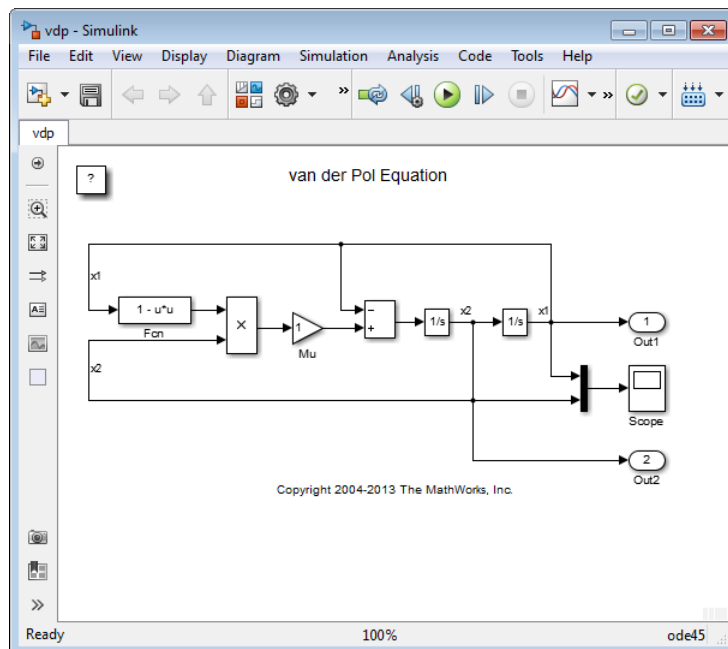 vdp - Simulink
File Edit View Display Diagram Simulation Analysis Code Tools Help
» »
vdp
?
van der Pol Equation
x1
1 - u*u
Fcn
×
1
Mu
−
+
1/s
x2
1/s
x1
1
Out1
x2
Scope
2
Out2
Copyright 2004-2013 The MathWorks, Inc.
»
Ready 100% ode45